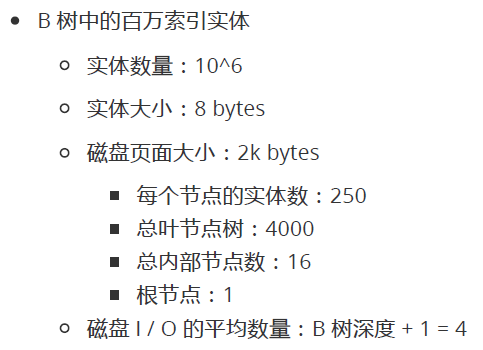 B 树中的百万索引实体
实体数量：10^6
实体大小：8 bytes
磁盘页面大小：2k bytes
每个节点的实体数：250
总叶节点树：4000
总内部节点数：16
根节点：1
磁盘 I / O 的平均数量：B 树深度 + 1 = 4